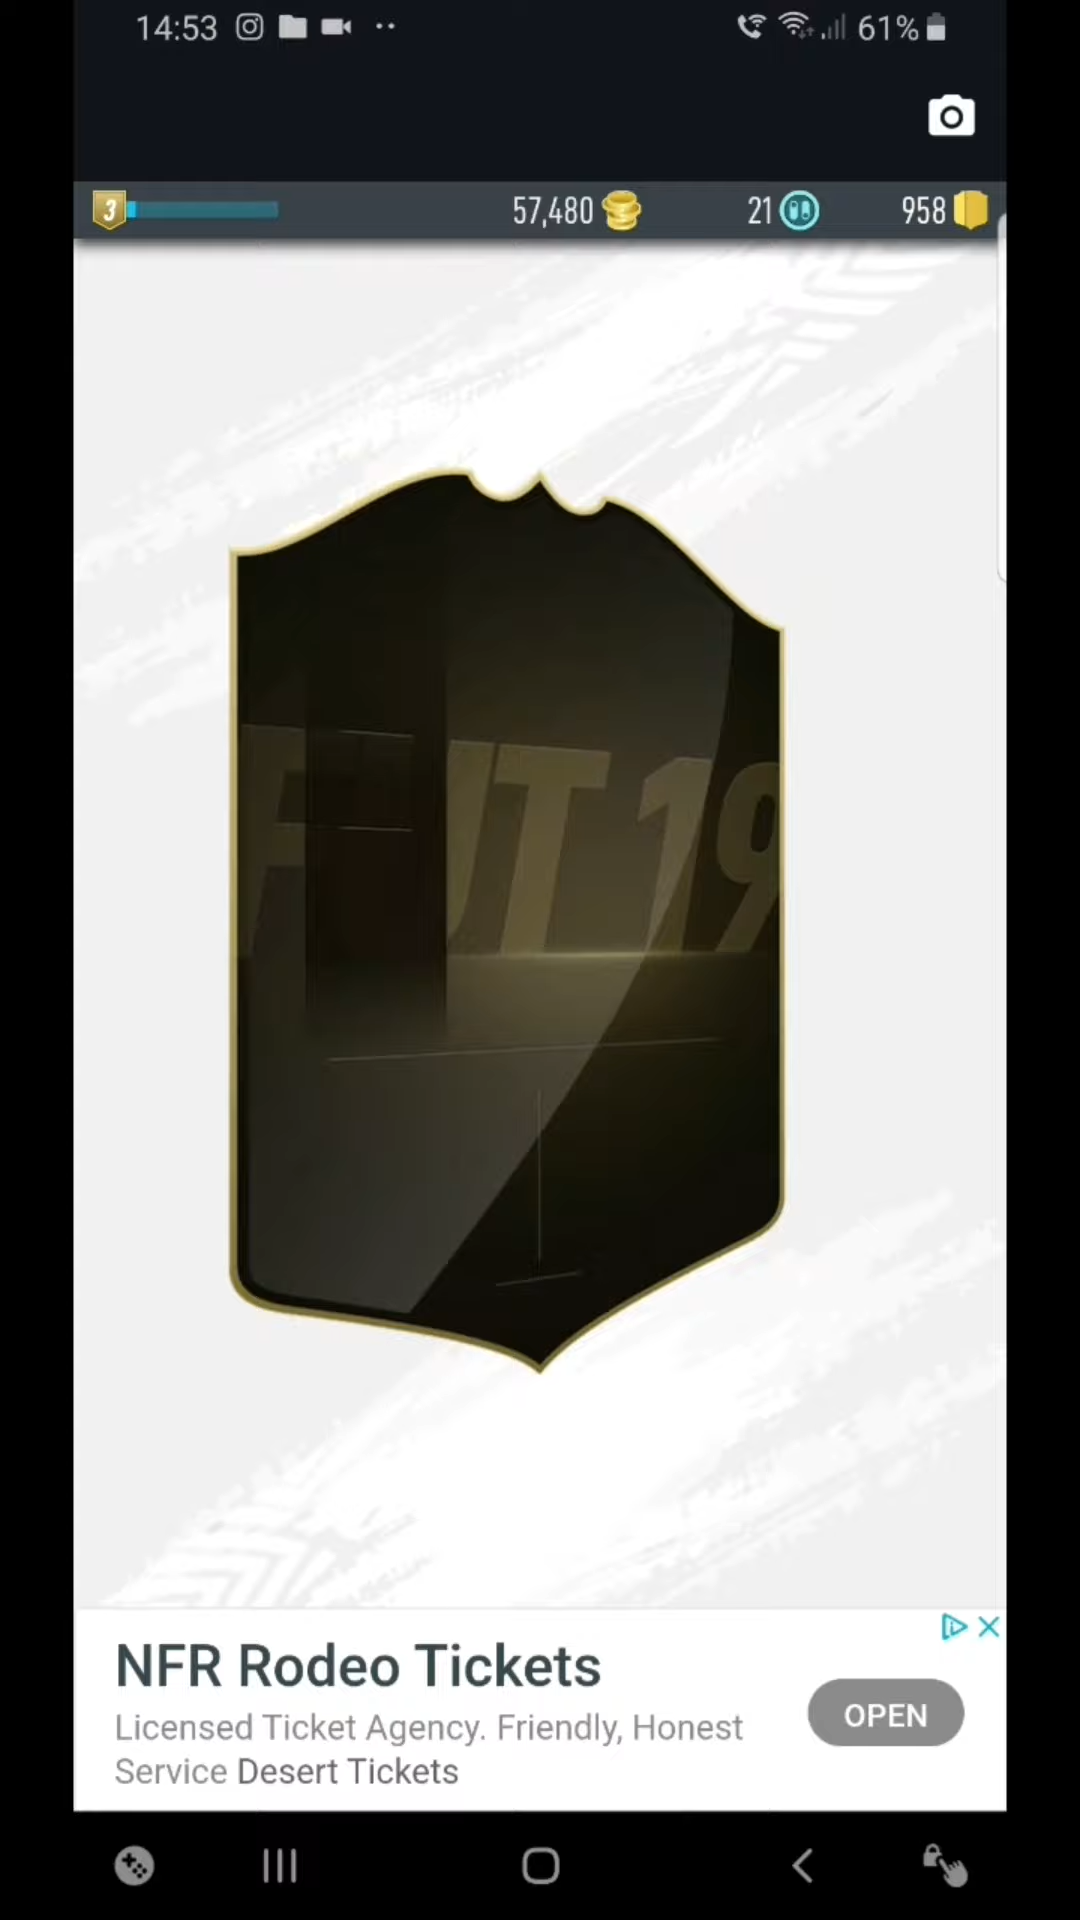 14:53
61%
3
57,480
21
958
FUT 19
NFR Rodeo Tickets
Licensed Ticket Agency. Friendly, Honest
Service Desert Tickets
OPEN